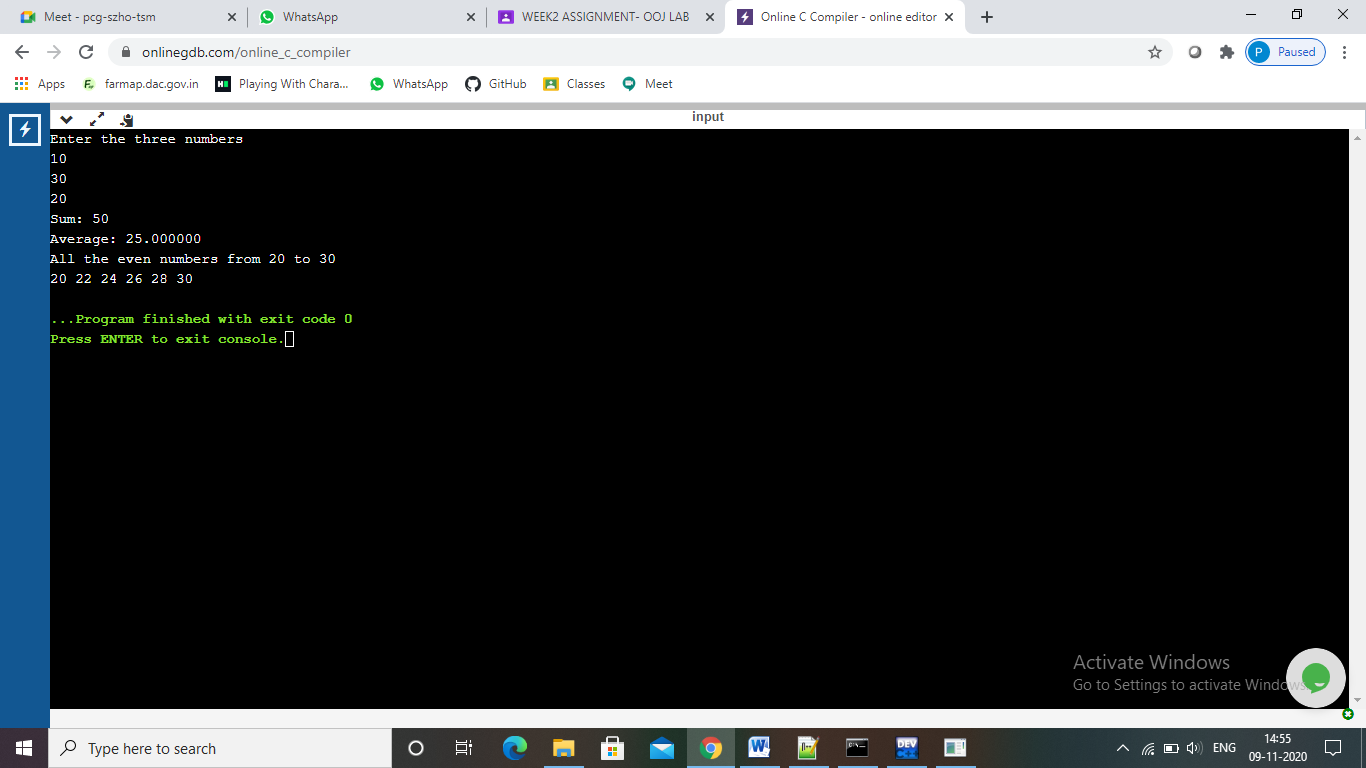 Meet - pcg-szho-tsm
WhatsApp
WEEK2 ASSIGNMENT- OOJ LAB
Online C Compiler - online editor
onlinegdb.com/online_c_compiler
P Paused
Apps
farmap.dac.gov.in
Playing With Chara...
WhatsApp
GitHub
Classes
Meet
input
Enter the three numbers
10
30
20
Sum: 50
Average: 25.000000
All the even numbers from 20 to 30
20 22 24 26 28 30
...Program finished with exit code 0
Press ENTER to exit console.
Activate Windows
Go to Settings to activate Windows.
Type here to search
ENG
14:55
09-11-2020